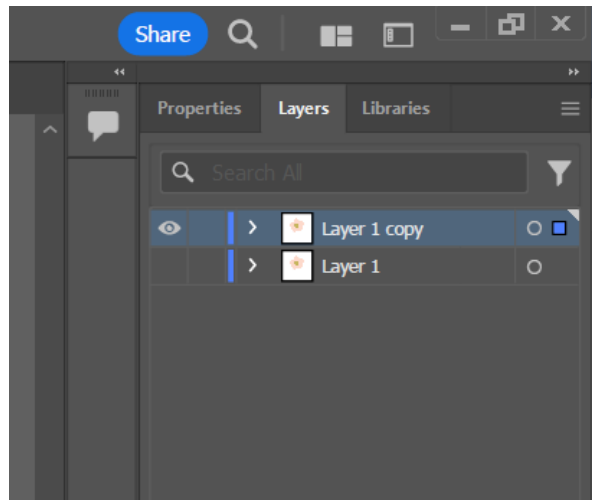 Share
Properties Layers Libraries
Search All
Layer 1 copy
Layer 1